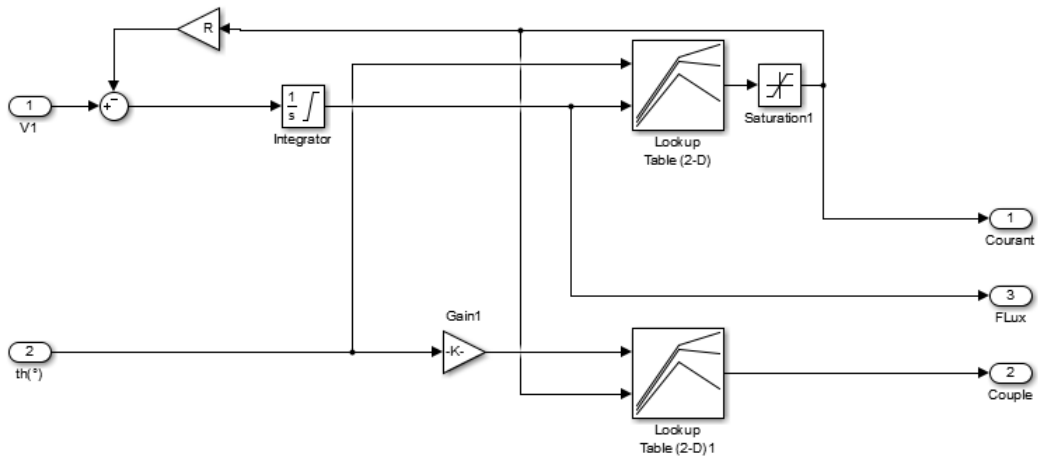 R
1
V1
+
−
1
s
Integrator
Lookup
Table (2-D)
Saturation1
1
Courant
3
FLux
Gain1
2
th(°)
-K-
Lookup
Table (2-D)1
2
Couple